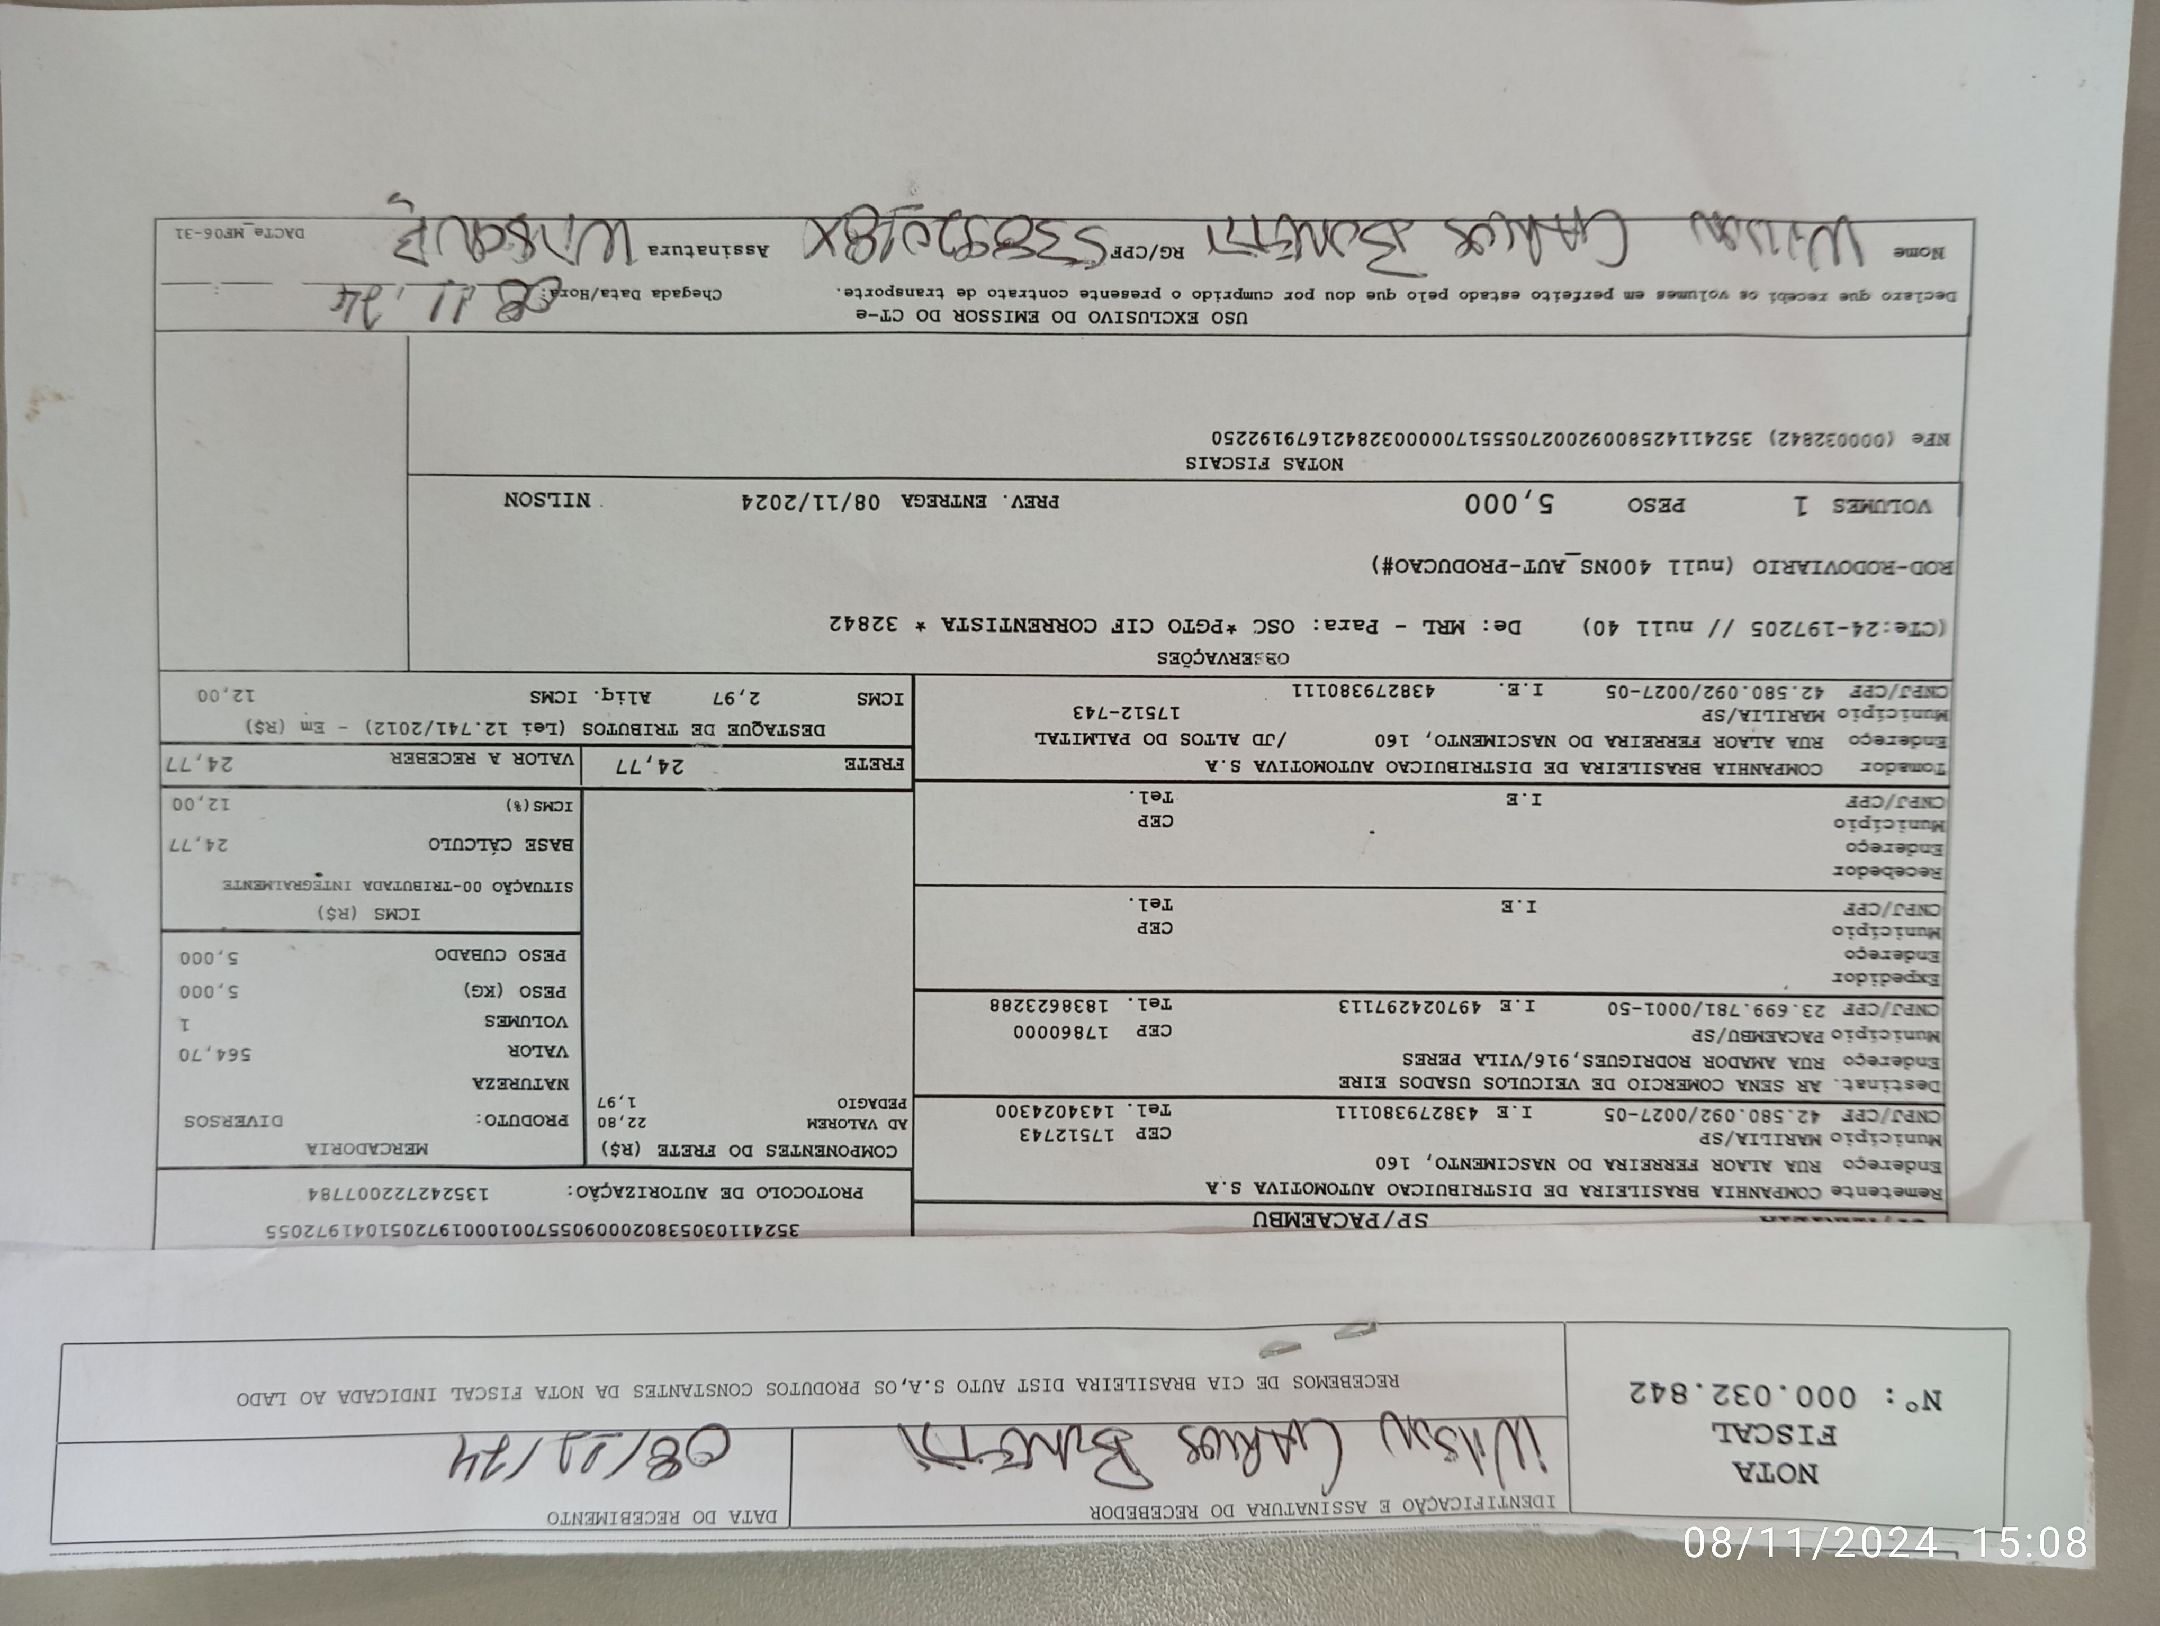 NOTA
FISCAL
Nº: 000.032.842
IDENTIFICAÇÃO E ASSINATURA DO RECEBEDOR
DATA DO RECEBIMENTO
08/11/24
RECEBEMOS DE CIA BRASILEIRA DIST AUTO S.A,OS PRODUTOS CONSTANTES DA NOTA FISCAL INDICADA AO LADO
SP/PACAEMBU
35241103053802000905570010001972051041972055
PROTOCOLO DE AUTORIZAÇÃO: 135242722007784
Remetente COMPANHIA BRASILEIRA DE DISTRIBUICAO AUTOMOTIVA S.A
Endereço RUA ALAOR FERREIRA DO NASCIMENTO, 160
Município MARILIA/SP CEP 17512743
CNPJ/CPF 42.580.092/0027-05 I.E 438279380111 Tel. 1434024300
Destinat. AR SENA COMERCIO DE VEICULOS USADOS EIRE
Endereço RUA AMADOR RODRIGUES,916/VILA PERES
Município PACAEMBU/SP CEP 17860000
CNPJ/CPF 23.699.781/0001-50 I.E 497024297113 Tel. 1838623288
Expedidor
Endereço
Município CEP
CNPJ/CPF I.E Tel.
Recebedor
Endereço
Município CEP
CNPJ/CPF I.E Tel.
Tomador COMPANHIA BRASILEIRA DE DISTRIBUICAO AUTOMOTIVA S.A
Endereço RUA ALAOR FERREIRA DO NASCIMENTO, 160 /JD ALTOS DO PALMITAL
Município MARILIA/SP 17512-743
CNPJ/CPF 42.580.092/0027-05 I.E. 438279380111
COMPONENTES DO FRETE (R$)
AD VALOREM 22,80
PEDAGIO 1,97
MERCADORIA
PRODUTO: DIVERSOS
NATUREZA
VALOR 564,70
VOLUMES 1
PESO (KG) 5,000
PESO CUBADO 5,000
ICMS (R$)
SITUAÇÃO 00-TRIBUTADA INTEGRALMENTE
BASE CÁLCULO 24,77
ICMS(%) 12,00
FRETE 24,77 VALOR A RECEBER 24,77
DESTAQUE DE TRIBUTOS (Lei 12.741/2012) - Em (R$)
ICMS 2,97 Aliq. ICMS 12,00
OBSERVAÇÕES
(CTe:24-197205 // null 40) De: MRL - Para: OSC *PGTO CIF CORRENTISTA * 32842
ROD-RODOVIARIO (null 400NS_AUT-PRODUCAO#)
VOLUMES 1 PESO 5,000 PREV. ENTREGA 08/11/2024 NILSON
NOTAS FISCAIS
NFe (000032842) 35241142580092002705551700000328421679192250
USO EXCLUSIVO DO EMISSOR DO CT-e
Declaro que recebi os volumes em perfeito estado pelo que dou por cumprido o presente contrato de transporte. Chegada Data/Hora: 08 11 24
Nome RG/CPF Assinatura
DACTe_MF06-31
08/11/2024 15:08